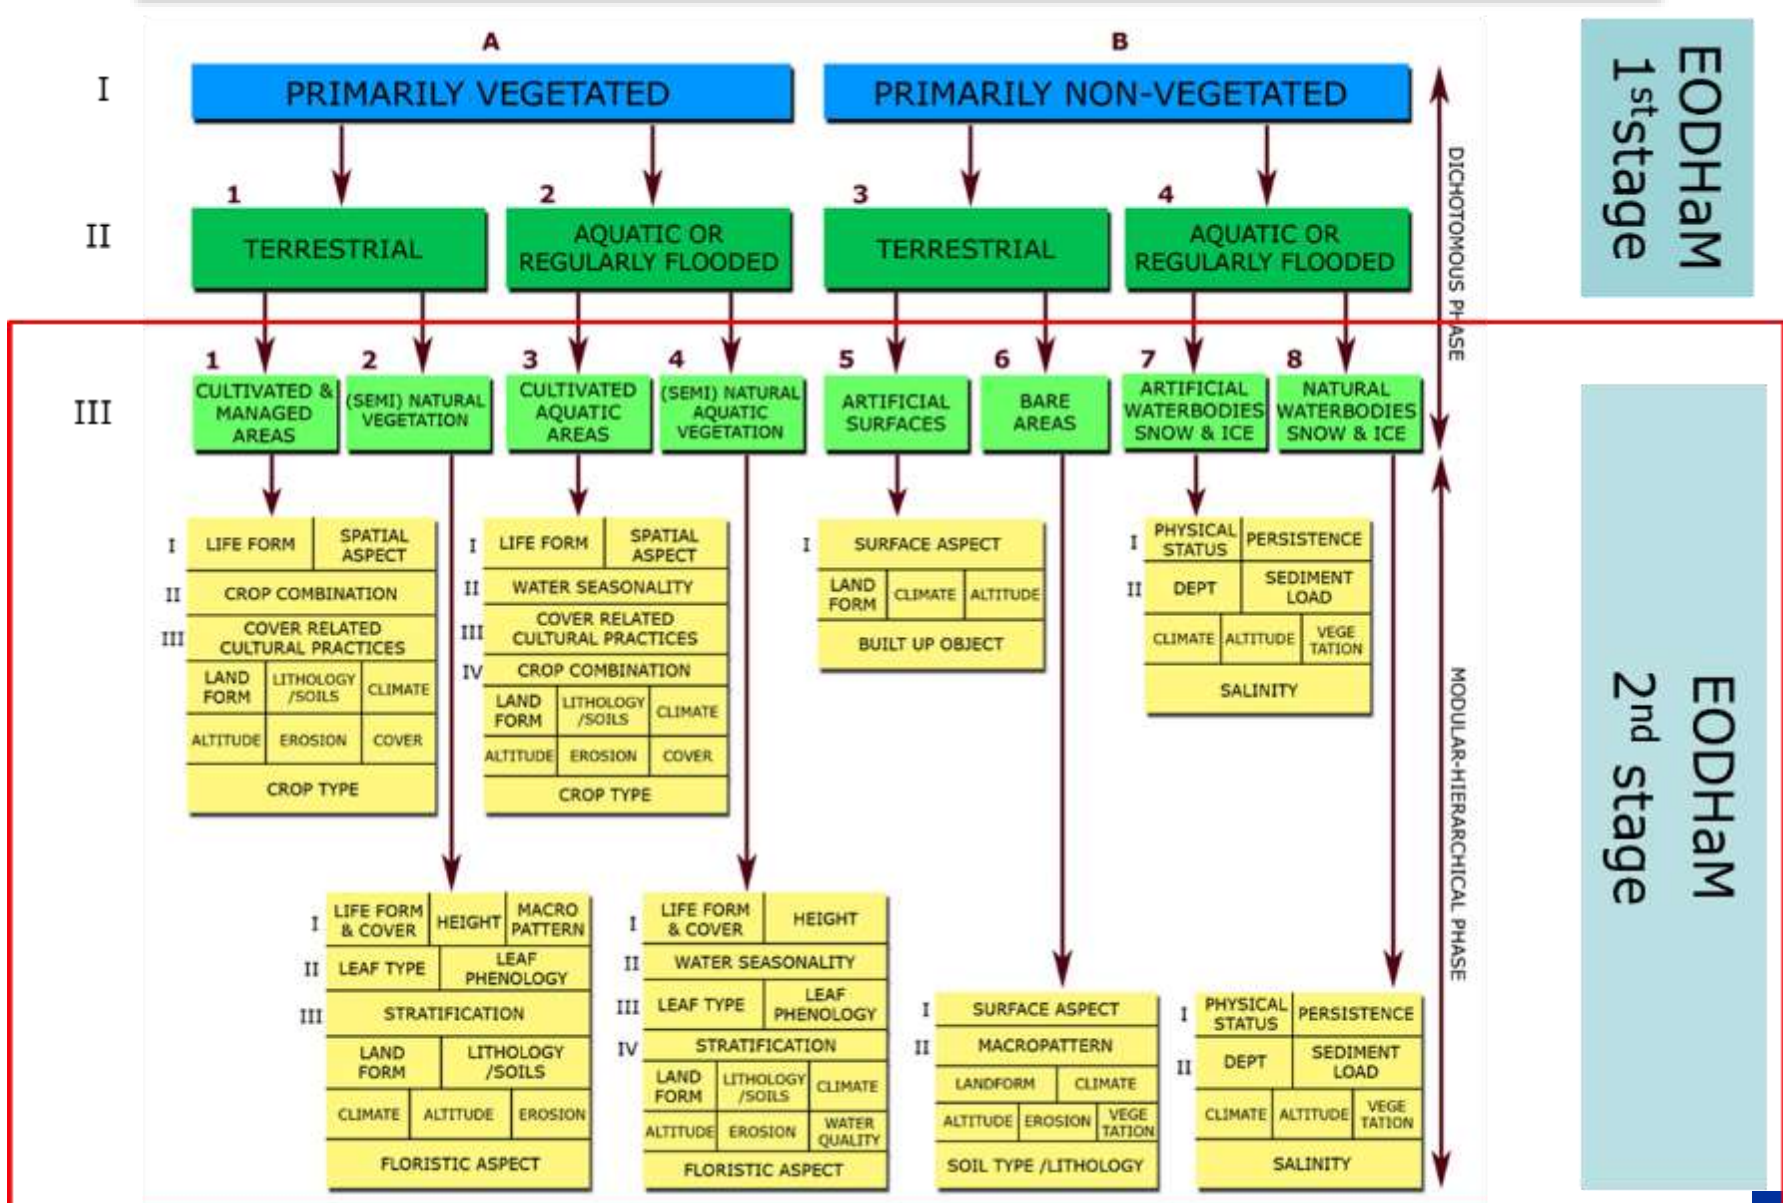 A
B
I
PRIMARILY VEGETATED
PRIMARILY NON-VEGETATED
EODHaM
1st stage
DICHOTOMOUS PHASE
1
2
3
4
II
TERRESTRIAL
AQUATIC OR
REGULARLY FLOODED
TERRESTRIAL
AQUATIC OR
REGULARLY FLOODED
III
1
CULTIVATED &
MANAGED
AREAS
2
(SEMI) NATURAL
VEGETATION
3
CULTIVATED
AQUATIC
AREAS
4
(SEMI) NATURAL
AQUATIC
VEGETATION
5
ARTIFICIAL
SURFACES
6
BARE
AREAS
7
ARTIFICIAL
WATERBODIES
SNOW & ICE
8
NATURAL
WATERBODIES
SNOW & ICE
MODULAR-HIERARCHICAL PHASE
EODHaM
2nd stage
I
LIFE FORM
SPATIAL
ASPECT
II
CROP COMBINATION
III
COVER RELATED
CULTURAL PRACTICES
LAND
FORM
LITHOLOGY
/SOILS
CLIMATE
ALTITUDE
EROSION
COVER
CROP TYPE
I
LIFE FORM
SPATIAL
ASPECT
II
WATER SEASONALITY
III
COVER RELATED
CULTURAL PRACTICES
IV
CROP COMBINATION
LAND
FORM
LITHOLOGY
/SOILS
CLIMATE
ALTITUDE
EROSION
COVER
CROP TYPE
I
SURFACE ASPECT
LAND
FORM
CLIMATE
ALTITUDE
BUILT UP OBJECT
I
PHYSICAL
STATUS
PERSISTENCE
II
DEPT
SEDIMENT
LOAD
CLIMATE
ALTITUDE
VEGE
TATION
SALINITY
I
LIFE FORM
& COVER
HEIGHT
MACRO
PATTERN
II
LEAF TYPE
LEAF
PHENOLOGY
III
STRATIFICATION
LAND
FORM
LITHOLOGY
/SOILS
CLIMATE
ALTITUDE
EROSION
FLORISTIC ASPECT
I
LIFE FORM
& COVER
HEIGHT
II
WATER SEASONALITY
III
LEAF TYPE
LEAF
PHENOLOGY
IV
STRATIFICATION
LAND
FORM
LITHOLOGY
/SOILS
CLIMATE
ALTITUDE
EROSION
WATER
QUALITY
FLORISTIC ASPECT
I
SURFACE ASPECT
II
MACROPATTERN
LANDFORM
CLIMATE
ALTITUDE
EROSION
VEGE
TATION
SOIL TYPE /LITHOLOGY
I
PHYSICAL
STATUS
PERSISTENCE
II
DEPT
SEDIMENT
LOAD
CLIMATE
ALTITUDE
VEGE
TATION
SALINITY